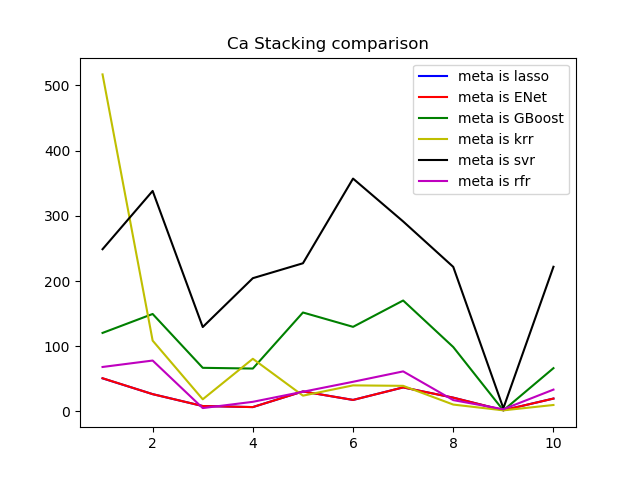 Ca Stacking comparison
meta is lasso
meta is ENet
meta is GBoost
meta is krr
meta is svr
meta is rfr
500
400
300
200
100
0
2 4 6 8 10